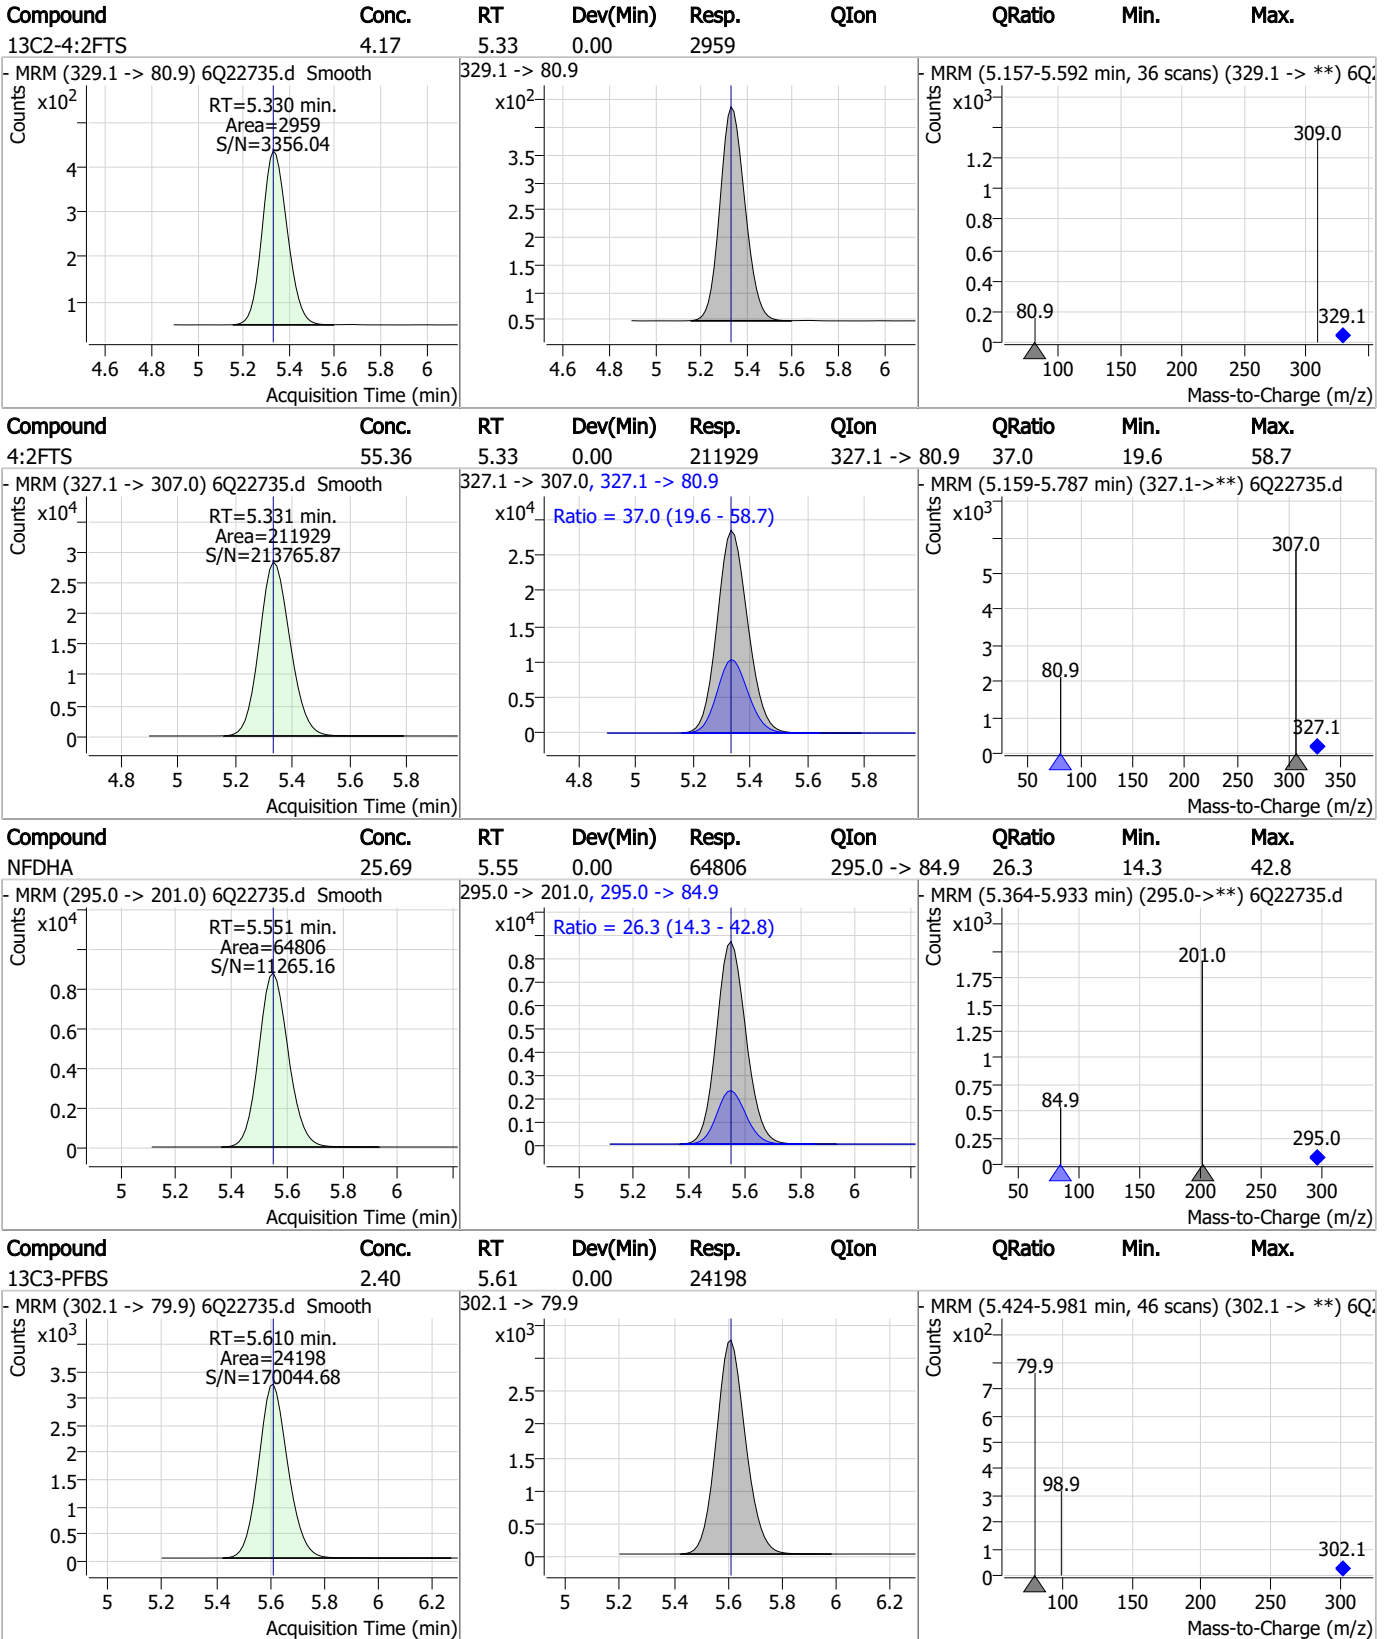 Compound Conc. RT Dev(Min) Resp. QIon QRatio Min. Max.
13C2-4:2FTS 4.17 5.33 0.00 2959
- MRM (329.1 -> 80.9) 6Q22735.d Smooth
Counts
x10²
RT=5.330 min.
Area=2959
S/N=3356.04
4
3
2
1
4.6 4.8 5 5.2 5.4 5.6 5.8 6
Acquisition Time (min)
329.1 -> 80.9
x10²
3.5
3
2.5
2
1.5
1
0.5
4.6 4.8 5 5.2 5.4 5.6 5.8 6
- MRM (5.157-5.592 min, 36 scans) (329.1 -> **) 6Q2
Counts
x10³
309.0
1.2
1
0.8
0.6
0.4
0.2
0
80.9
329.1
100 150 200 250 300
Mass-to-Charge (m/z)
Compound Conc. RT Dev(Min) Resp. QIon QRatio Min. Max.
4:2FTS 55.36 5.33 0.00 211929 327.1 -> 80.9 37.0 19.6 58.7
- MRM (327.1 -> 307.0) 6Q22735.d Smooth
Counts
x10⁴
RT=5.331 min.
Area=211929
S/N=213765.87
3
2.5
2
1.5
1
0.5
0
4.8 5 5.2 5.4 5.6 5.8
Acquisition Time (min)
327.1 -> 307.0, 327.1 -> 80.9
x10⁴
Ratio = 37.0 (19.6 - 58.7)
2.5
2
1.5
1
0.5
0
4.8 5 5.2 5.4 5.6 5.8
- MRM (5.159-5.787 min) (327.1->**) 6Q22735.d
Counts
x10³
307.0
5
4
3
2
1
0
80.9
327.1
50 100 150 200 250 300 350
Mass-to-Charge (m/z)
Compound Conc. RT Dev(Min) Resp. QIon QRatio Min. Max.
NFDHA 25.69 5.55 0.00 64806 295.0 -> 84.9 26.3 14.3 42.8
- MRM (295.0 -> 201.0) 6Q22735.d Smooth
Counts
x10⁴
RT=5.551 min.
Area=64806
S/N=11265.16
0.8
0.6
0.4
0.2
0
5 5.2 5.4 5.6 5.8 6
Acquisition Time (min)
295.0 -> 201.0, 295.0 -> 84.9
x10⁴
Ratio = 26.3 (14.3 - 42.8)
0.8
0.7
0.6
0.5
0.4
0.3
0.2
0.1
0
5 5.2 5.4 5.6 5.8 6
- MRM (5.364-5.933 min) (295.0->**) 6Q22735.d
Counts
x10³
201.0
1.75
1.5
1.25
1
0.75
0.5
0.25
0
84.9
295.0
50 100 150 200 250 300
Mass-to-Charge (m/z)
Compound Conc. RT Dev(Min) Resp. QIon QRatio Min. Max.
13C3-PFBS 2.40 5.61 0.00 24198
- MRM (302.1 -> 79.9) 6Q22735.d Smooth
Counts
x10³
RT=5.610 min.
Area=24198
S/N=170044.68
3.5
3
2.5
2
1.5
1
0.5
0
5 5.2 5.4 5.6 5.8 6 6.2
Acquisition Time (min)
302.1 -> 79.9
x10³
2.5
2
1.5
1
0.5
0
5 5.2 5.4 5.6 5.8 6 6.2
- MRM (5.424-5.981 min, 46 scans) (302.1 -> **) 6Q2
Counts
x10²
79.9
7
6
5
4
3
2
1
0
98.9
302.1
100 150 200 250 300
Mass-to-Charge (m/z)